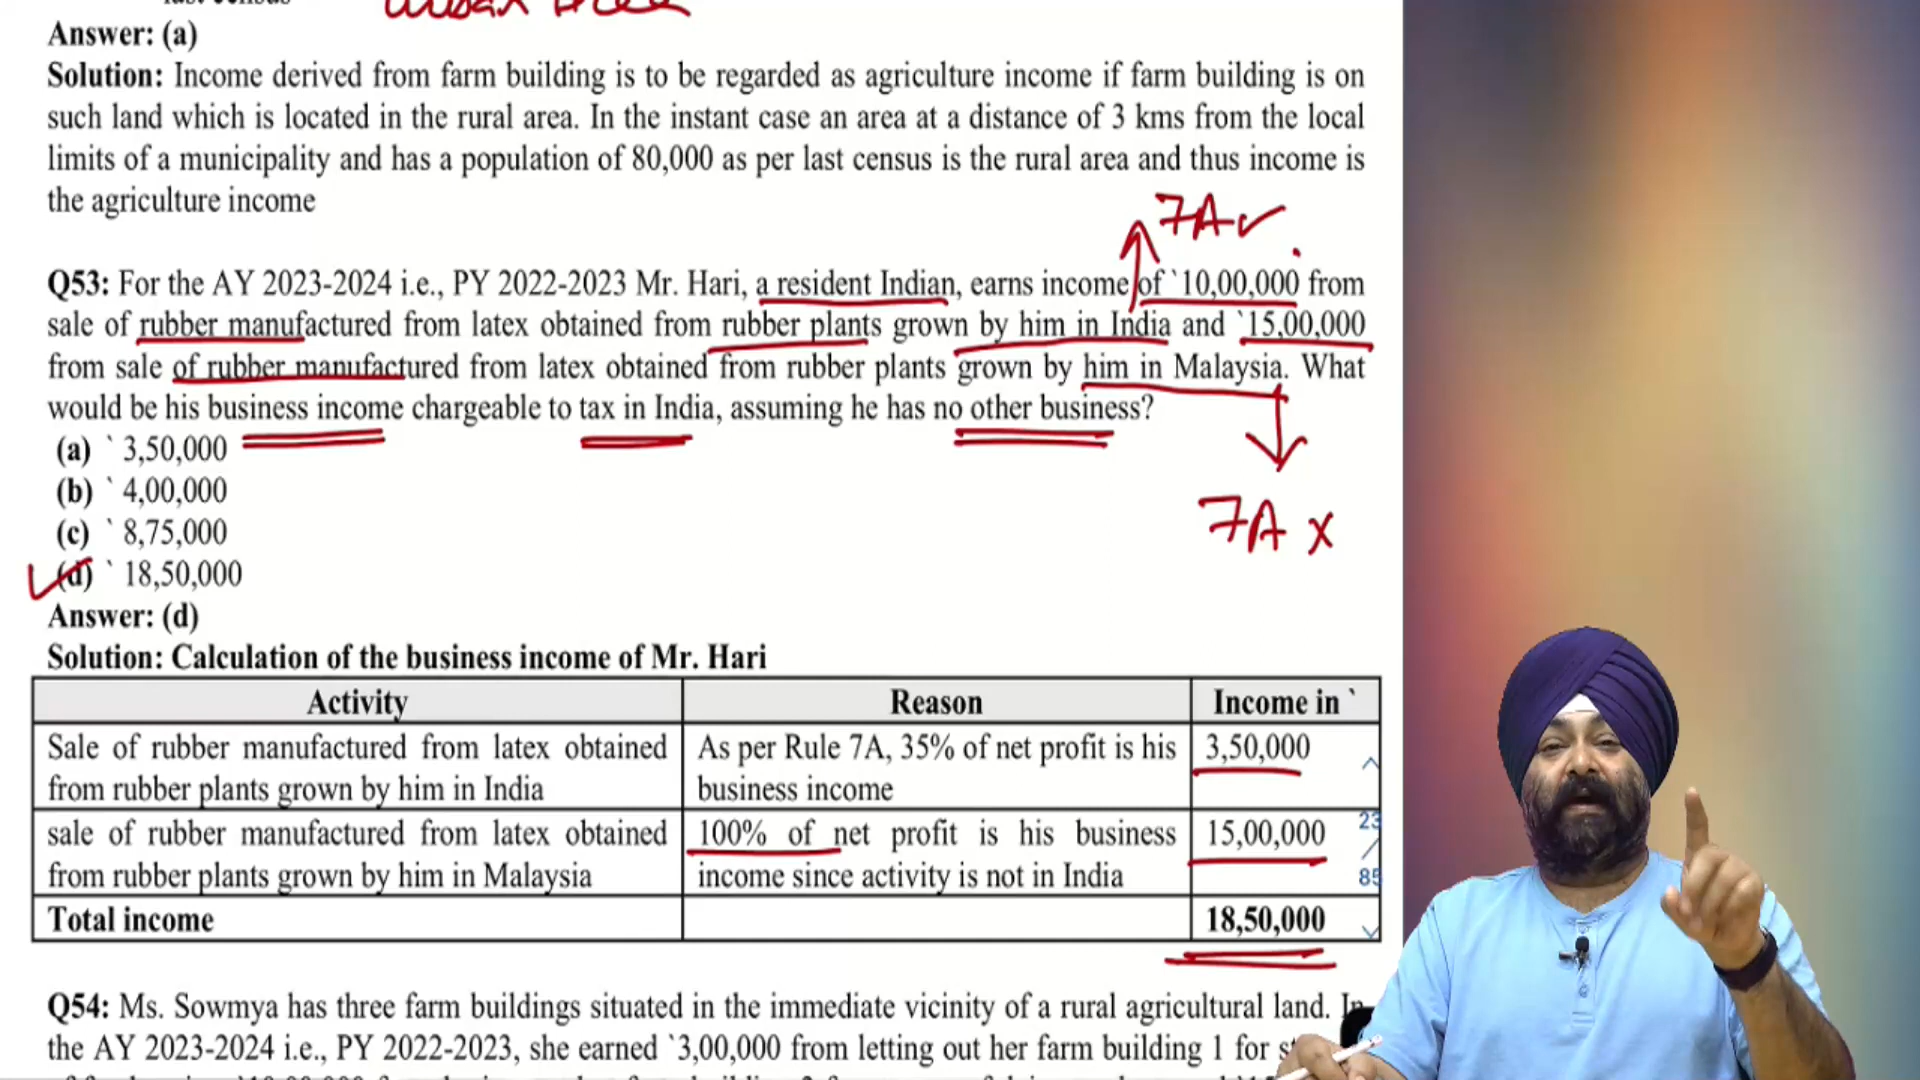 Answer: (a)
Solution: Income derived from farm building is to be regarded as agriculture income if farm building is on
such land which is located in the rural area. In the instant case an area at a distance of 3 kms from the local
limits of a municipality and has a population of 80,000 as per last census is the rural area and thus income is
the agriculture income
7A✓
Q53: For the AY 2023-2024 i.e., PY 2022-2023 Mr. Hari, a resident Indian, earns income of `10,00,000 from
sale of rubber manufactured from latex obtained from rubber plants grown by him in India and `15,00,000
from sale of rubber manufactured from latex obtained from rubber plants grown by him in Malaysia. What
would be his business income chargeable to tax in India, assuming he has no other business?
(a) ` 3,50,000
(b) ` 4,00,000
7A x
(c) ` 8,75,000
(d) ` 18,50,000
Answer: (d)
Solution: Calculation of the business income of Mr. Hari
Activity Reason Income in `
Sale of rubber manufactured from latex obtained As per Rule 7A, 35% of net profit is his 3,50,000
from rubber plants grown by him in India business income
sale of rubber manufactured from latex obtained 100% of net profit is his business 15,00,000 23
from rubber plants grown by him in Malaysia income since activity is not in India 85
Total income 18,50,000
Q54: Ms. Sowmya has three farm buildings situated in the immediate vicinity of a rural agricultural land. In
the AY 2023-2024 i.e., PY 2022-2023, she earned `3,00,000 from letting out her farm building 1 for